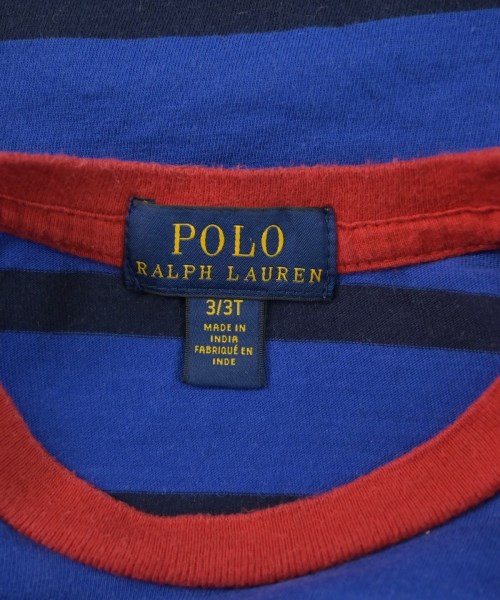 POLO
RALPH LAUREN
3/3T
MADE IN
INDIA
FABRIQUÉ EN
INDE